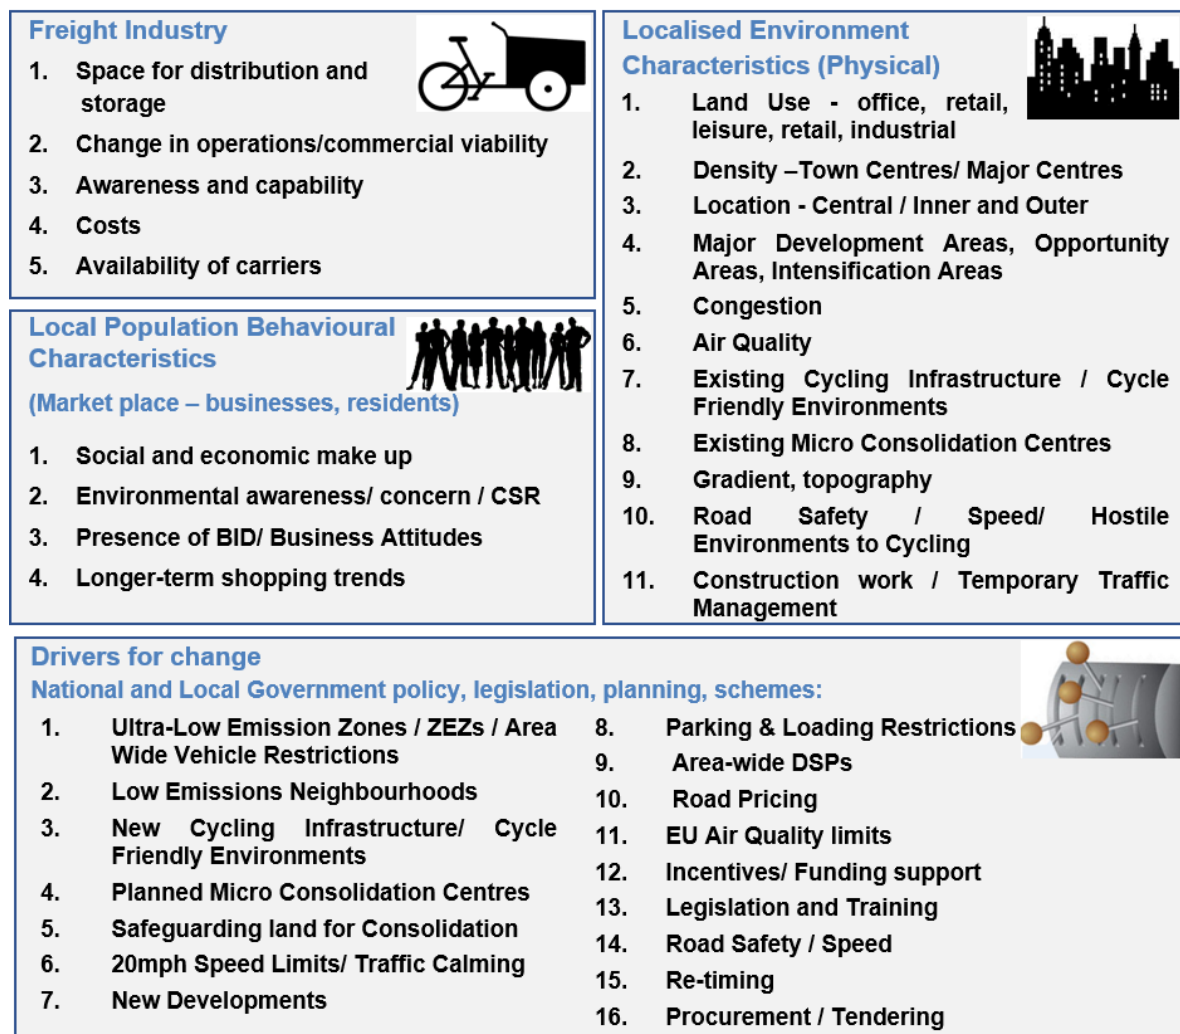 Freight Industry
1. Space for distribution and
storage
2. Change in operations/commercial viability
3. Awareness and capability
4. Costs
5. Availability of carriers
Local Population Behavioural
Characteristics
(Market place – businesses, residents)
1. Social and economic make up
2. Environmental awareness/ concern / CSR
3. Presence of BID/ Business Attitudes
4. Longer-term shopping trends
Localised Environment
Characteristics (Physical)
1. Land Use - office, retail,
leisure, retail, industrial
2. Density –Town Centres/ Major Centres
3. Location - Central / Inner and Outer
4. Major Development Areas, Opportunity
Areas, Intensification Areas
5. Congestion
6. Air Quality
7. Existing Cycling Infrastructure / Cycle
Friendly Environments
8. Existing Micro Consolidation Centres
9. Gradient, topography
10. Road Safety / Speed/ Hostile
Environments to Cycling
11. Construction work / Temporary Traffic
Management
Drivers for change
National and Local Government policy, legislation, planning, schemes:
1. Ultra-Low Emission Zones / ZEZs / Area
Wide Vehicle Restrictions
2. Low Emissions Neighbourhoods
3. New Cycling Infrastructure/ Cycle
Friendly Environments
4. Planned Micro Consolidation Centres
5. Safeguarding land for Consolidation
6. 20mph Speed Limits/ Traffic Calming
7. New Developments
8. Parking & Loading Restrictions
9. Area-wide DSPs
10. Road Pricing
11. EU Air Quality limits
12. Incentives/ Funding support
13. Legislation and Training
14. Road Safety / Speed
15. Re-timing
16. Procurement / Tendering